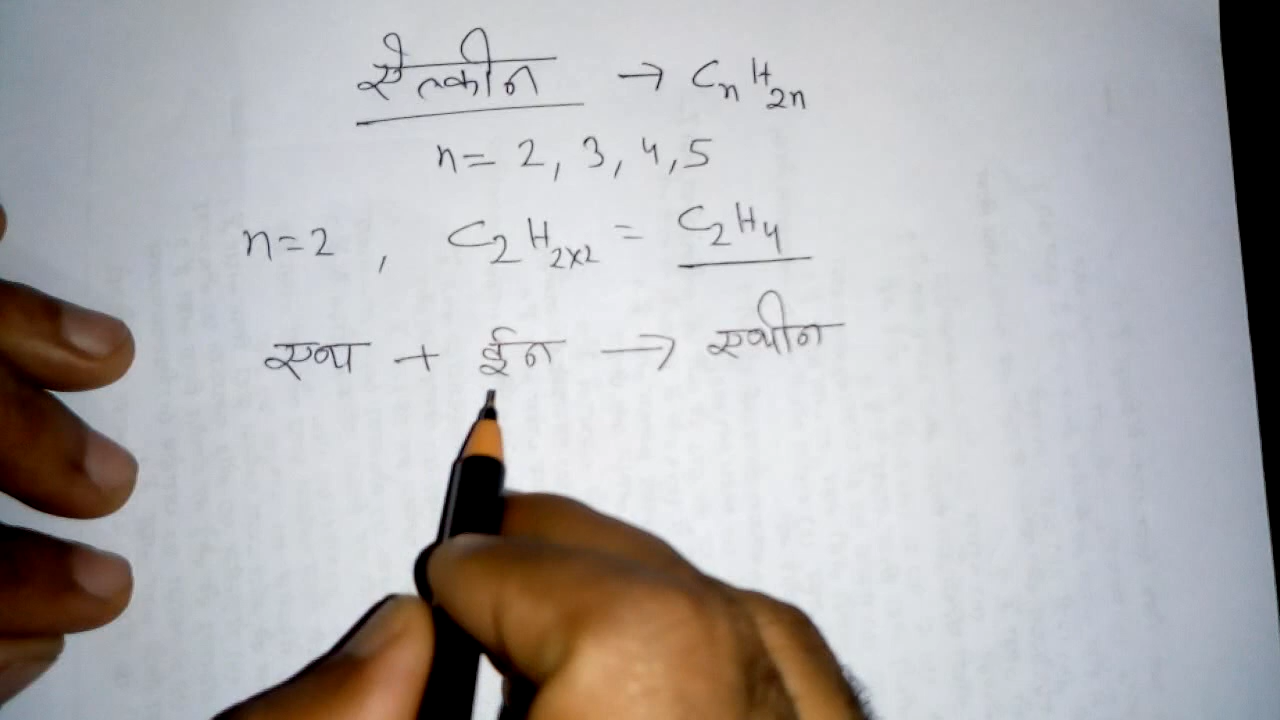 ऐल्कीन → CnH2n
n = 2, 3, 4, 5
n=2 , C2H2x2 = C2H4
एथ + ईन → एथीन